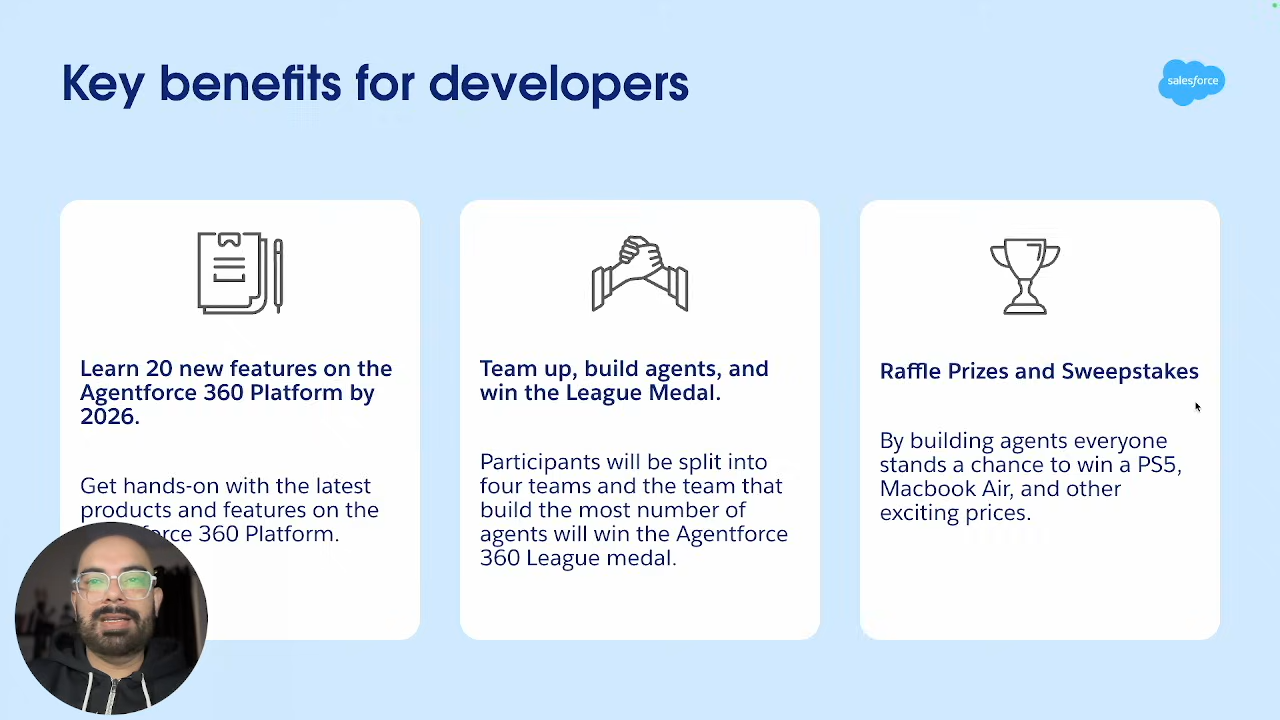 Key benefits for developers
salesforce
Learn 20 new features on the
Agentforce 360 Platform by
2026.
Get hands-on with the latest
products and features on the
rce 360 Platform.
Team up, build agents, and
win the League Medal.
Participants will be split into
four teams and the team that
build the most number of
agents will win the Agentforce
360 League medal.
Raffle Prizes and Sweepstakes
By building agents everyone
stands a chance to win a PS5,
Macbook Air, and other
exciting prices.